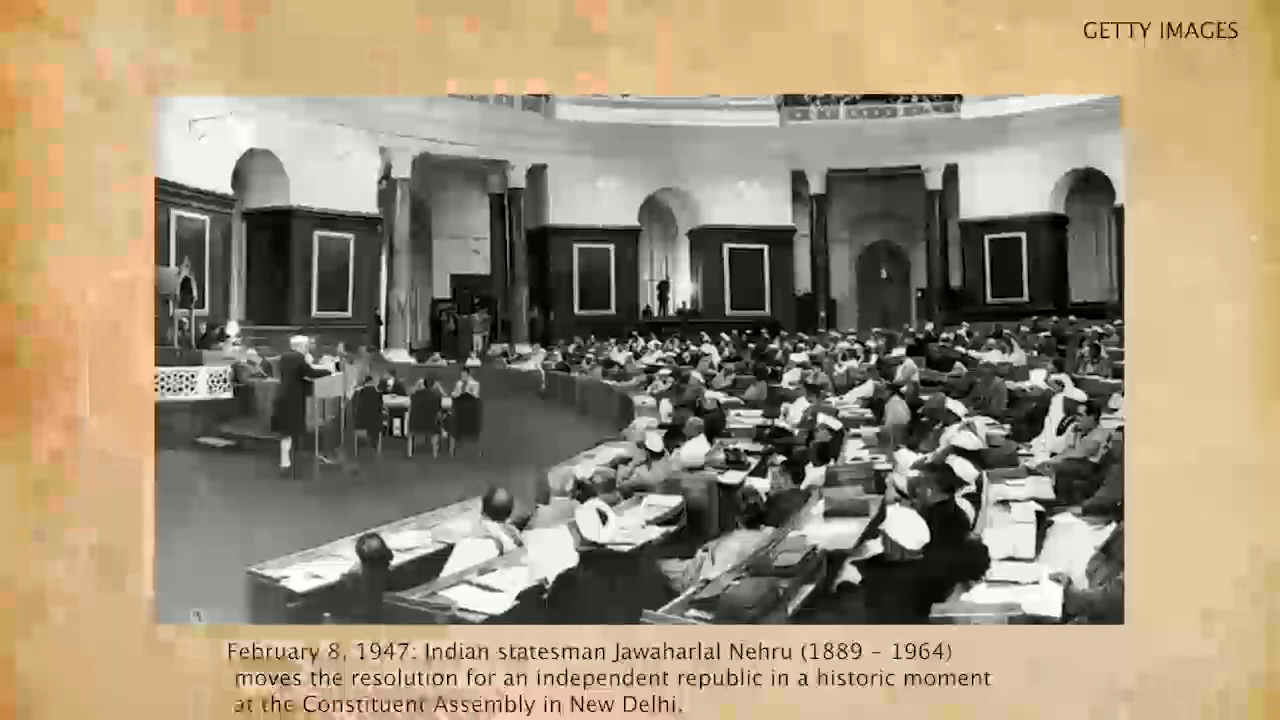 GETTY IMAGES
February 8, 1947: Indian statesman Jawaharlal Nehru (1889 – 1964)
moves the resolution for an independent republic in a historic moment
at the Constituent Assembly in New Delhi.